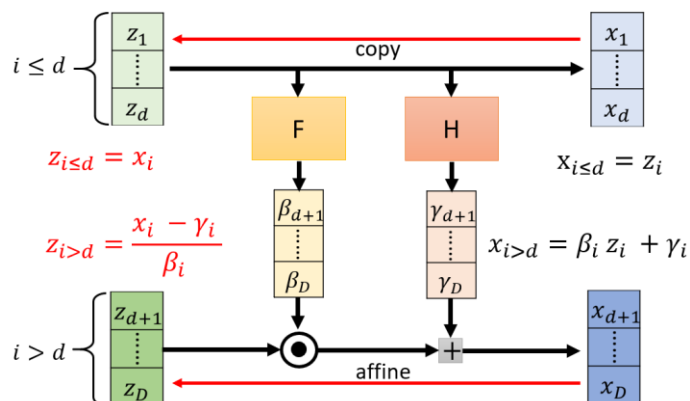 z₁
x₁
copy
i ≤ d
z_d
x_d
F
H
z_{i≤d} = x_i
x_{i≤d} = z_i
β_{d+1}
γ_{d+1}
z_{i>d} = \frac{x_i − γ_i}{β_i}
x_{i>d} = β_i z_i + γ_i
β_D
γ_D
z_{d+1}
x_{d+1}
i > d
+
affine
z_D
x_D